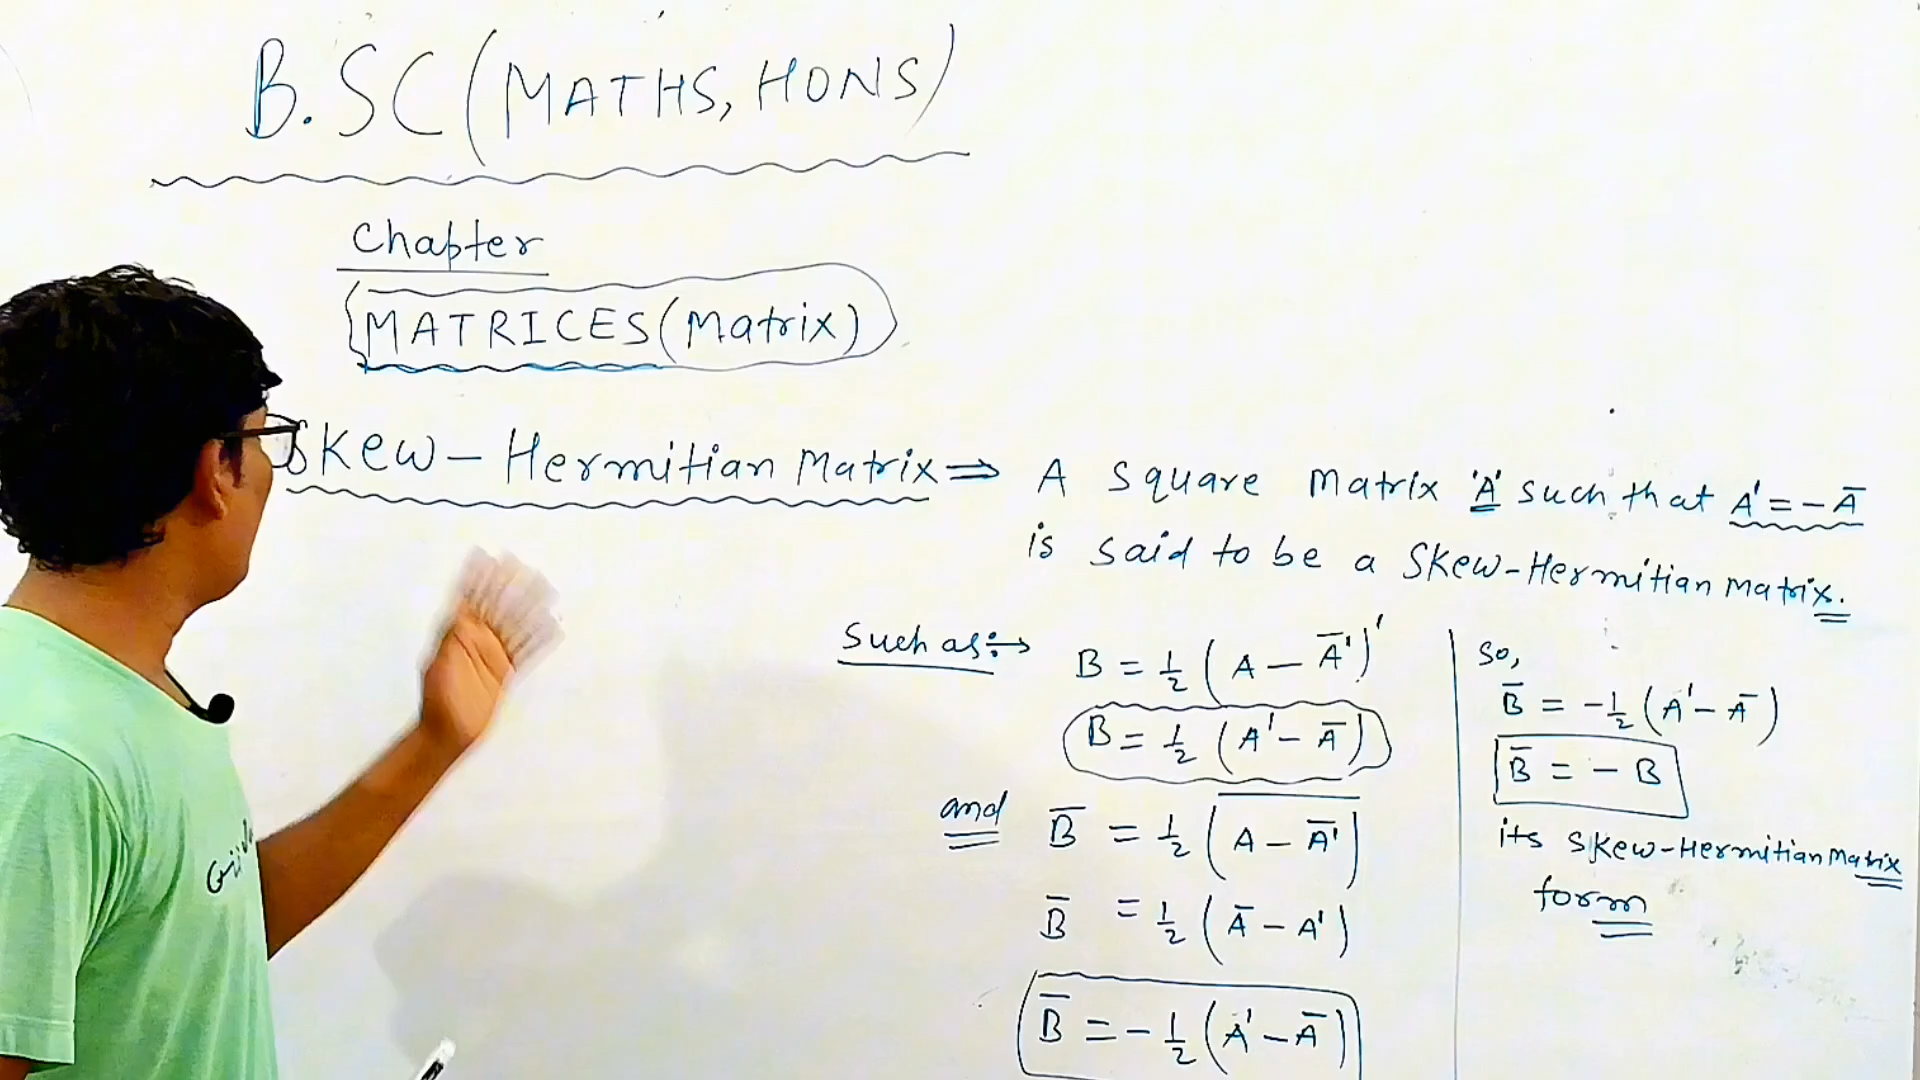 B.SC(MATHS, HONS)
Chapter
MATRICES(Matrix)
Skew-Hermitian Matrix ⇒ A square matrix 'A' such that A' = -A̅
is said to be a Skew-Hermitian matrix.
Such as:→ B = 1/2 (A - A̅')'
B = 1/2 (A' - A̅)
and B̅ = 1/2 (A - A̅')
B̅ = 1/2 (A̅ - A')
B̅ = -1/2 (A' - A̅)
So,
B̅ = -1/2 (A' - A̅)
B̅ = - B
its Skew-Hermitian Matrix
form